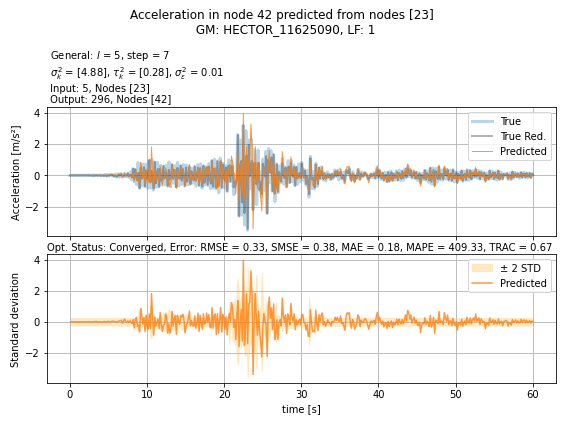 Acceleration in node 42 predicted from nodes [23]
GM: HECTOR_11625090, LF: 1
General: l = 5, step = 7
σ²ₖ = [4.88], τ²ₖ = [0.28], σ²ε = 0.01
Input: 5, Nodes [23]
Output: 296, Nodes [42]
Acceleration [m/s²]
4
2
0
−2
True
True Red.
Predicted
Opt. Status: Converged, Error: RMSE = 0.33, SMSE = 0.38, MAE = 0.18, MAPE = 409.33, TRAC = 0.67
Standard deviation
4
2
0
−2
± 2 STD
Predicted
0 10 20 30 40 50 60
time [s]